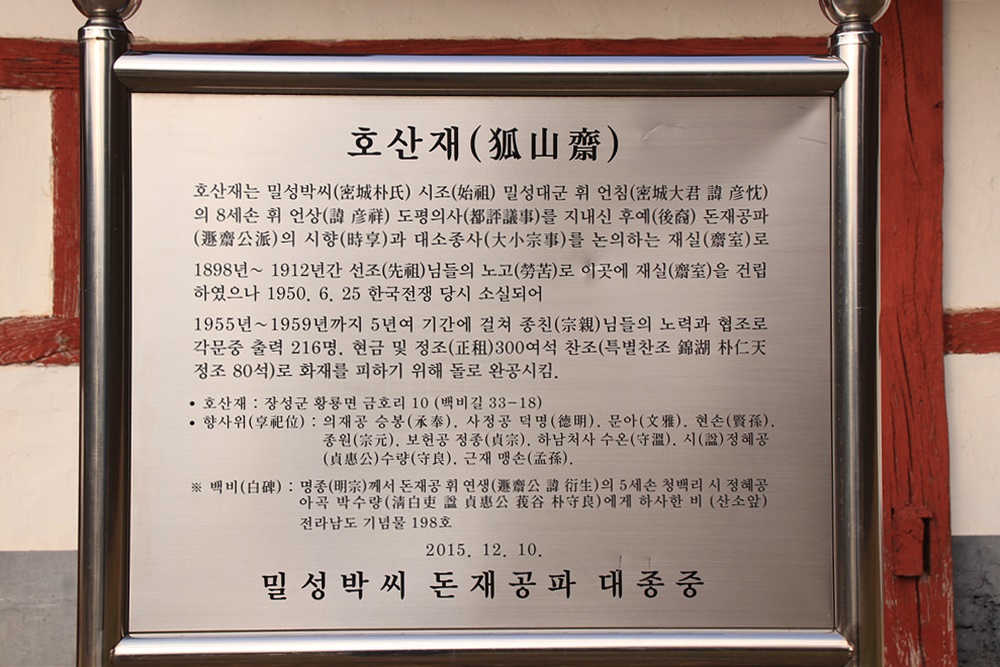 호산재(狐山齋)
호산재는 밀성박씨(密城朴氏) 시조(始祖) 밀성대군 휘 언침(密城大君 諱 彦忱)
의 8세손 휘 언상(諱 彦祥) 도평의사(都評議事)를 지내신 후예(後裔) 돈재공파
(遯齋公派)의 시향(時享)과 대소종사(大小宗事)를 논의하는 재실(齋室)로
1898년~ 1912년간 선조(先祖)님들의 노고(勞苦)로 이곳에 재실(齋室)을 건립
하였으나 1950. 6. 25 한국전쟁 당시 소실되어
1955년~1959년까지 5년여 기간에 걸쳐 종친(宗親)님들의 노력과 협조로
각문중 출력 216명. 현금 및 정조(正租)300여석 찬조(특별찬조 錦湖 朴仁天
정조 80석)로 화재를 피하기 위해 돌로 완공시킴.
• 호산재 : 장성군 황룡면 금호리 10 (백비길 33-18)
• 향사위(享祀位) : 의재공 승봉(承奉). 사정공 덕명(德明). 문아(文雅). 현손(賢孫).
종원(宗元). 보헌공 정종(貞宗). 하남처사 수온(守溫). 시(諡)정혜공
(貞惠公)수량(守良). 근재 맹손(孟孫).
※ 백비(白碑) : 명종(明宗)께서 돈재공 휘 연생(遯齋公 諱 衍生)의 5세손 청백리 시 정혜공
아곡 박수량(淸白吏 諡 貞惠公 莪谷 朴守良)에게 하사한 비 (산소앞)
전라남도 기념물 198호
2015. 12. 10.
밀성박씨 돈재공파 대종중